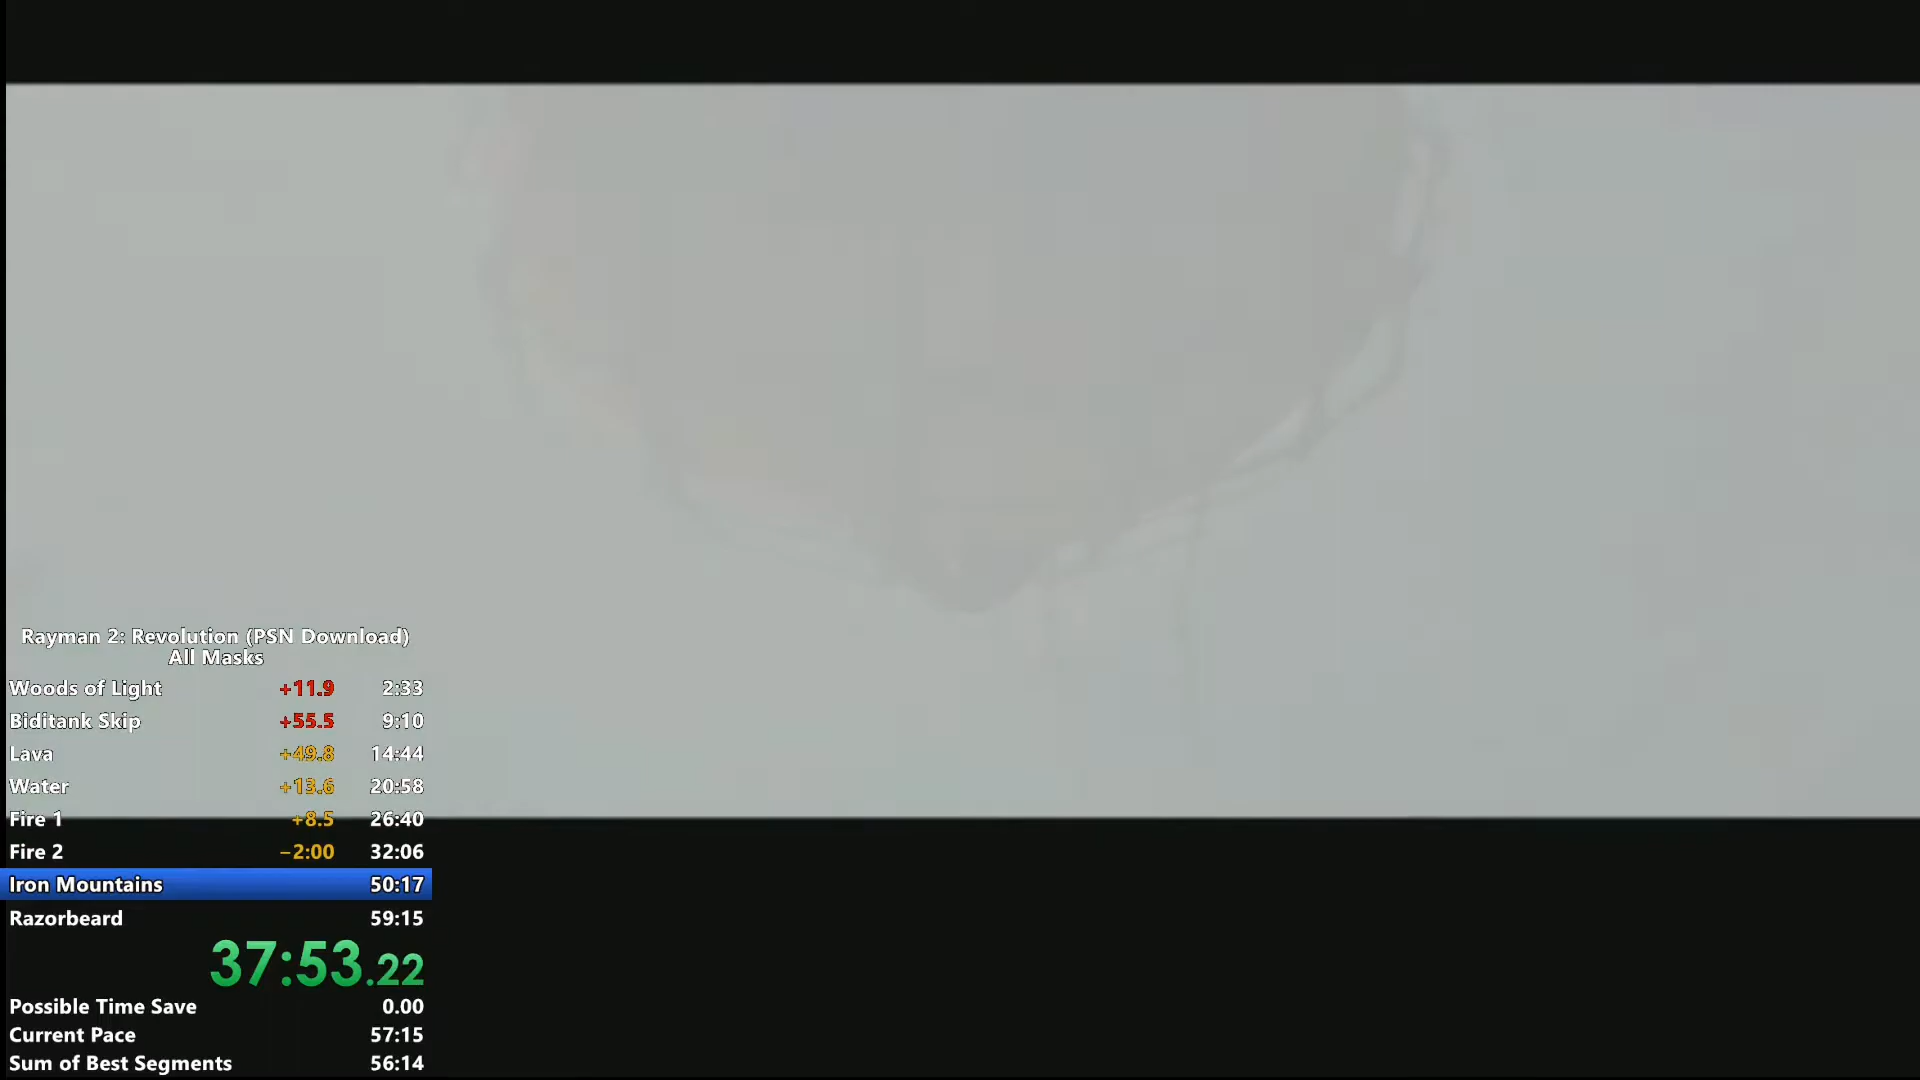 Rayman 2: Revolution (PSN Download)
All Masks
Woods of Light +11.9 2:33
Biditank Skip +55.5 9:10
Lava +49.8 14:44
Water +13.6 20:58
Fire 1 +8.5 26:40
Fire 2 −2:00 32:06
Iron Mountains 50:17
Razorbeard 59:15
37:53.22
Possible Time Save 0.00
Current Pace 57:15
Sum of Best Segments 56:14